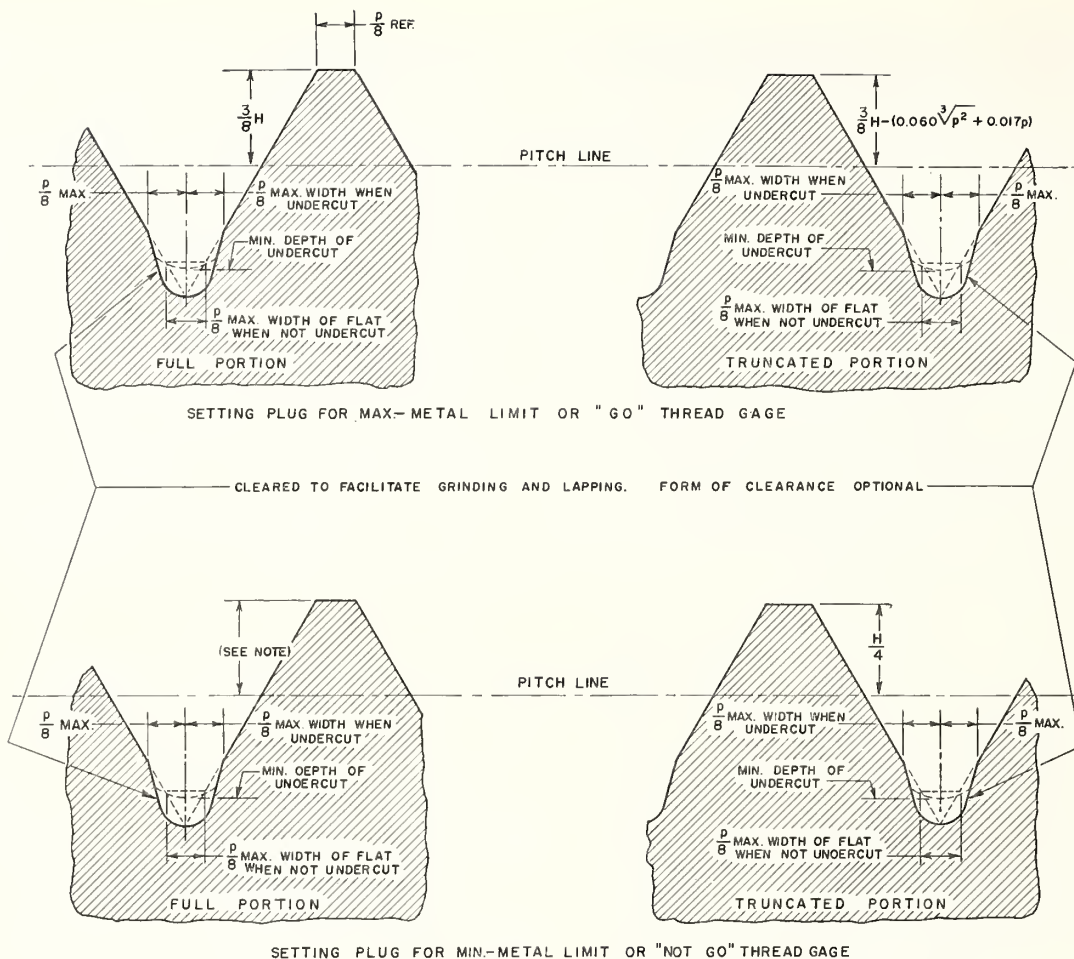 p/8 REF.
3/8 H
3/8 H-(0.060 ∛p² + 0.017p)
PITCH LINE
p/8 MAX
p/8 MAX. WIDTH WHEN
UNDERCUT
p/8 MAX. WIDTH WHEN
UNDERCUT
p/8 MAX.
MIN. DEPTH OF
UNDERCUT
MIN. DEPTH OF
UNDERCUT
p/8 MAX. WIDTH OF FLAT
WHEN NOT UNDERCUT
p/8 MAX. WIDTH OF FLAT
WHEN NOT UNDERCUT
FULL PORTION
TRUNCATED PORTION
SETTING PLUG FOR MAX.-METAL LIMIT OR "GO" THREAD GAGE
CLEARED TO FACILITATE GRINDING AND LAPPING. FORM OF CLEARANCE OPTIONAL
(SEE NOTE)
H/4
PITCH LINE
p/8 MAX.
p/8 MAX. WIDTH WHEN
UNDERCUT
p/8 MAX. WIDTH WHEN
UNDERCUT
p/8 MAX.
MIN. DEPTH OF
UNDERCUT
MIN. DEPTH OF
UNDERCUT
p/8 MAX. WIDTH OF FLAT
WHEN NOT UNDERCUT
p/8 MAX. WIDTH OF FLAT
WHEN NOT UNDERCUT
FULL PORTION
TRUNCATED PORTION
SETTING PLUG FOR MIN.-METAL LIMIT OR "NOT GO" THREAD GAGE